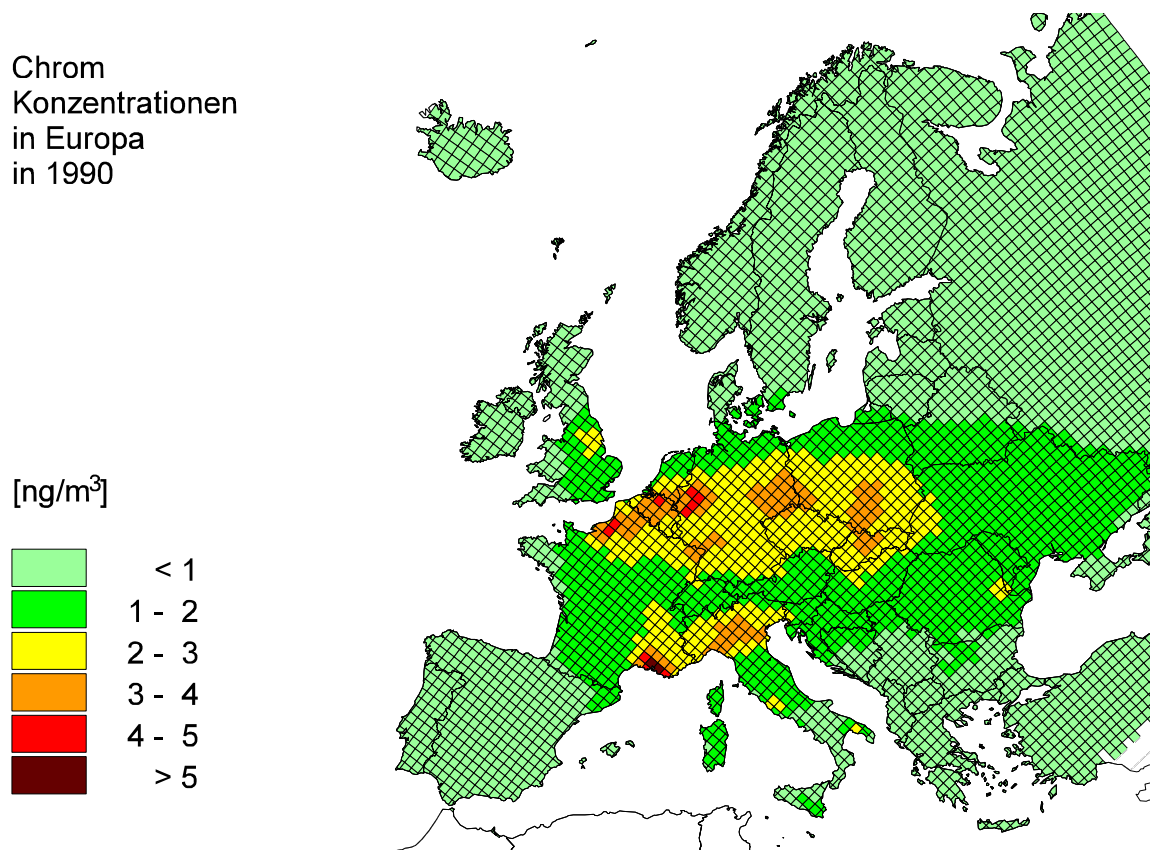 Chrom
Konzentrationen
in Europa
in 1990
[ng/m³]
< 1
1 - 2
2 - 3
3 - 4
4 - 5
> 5